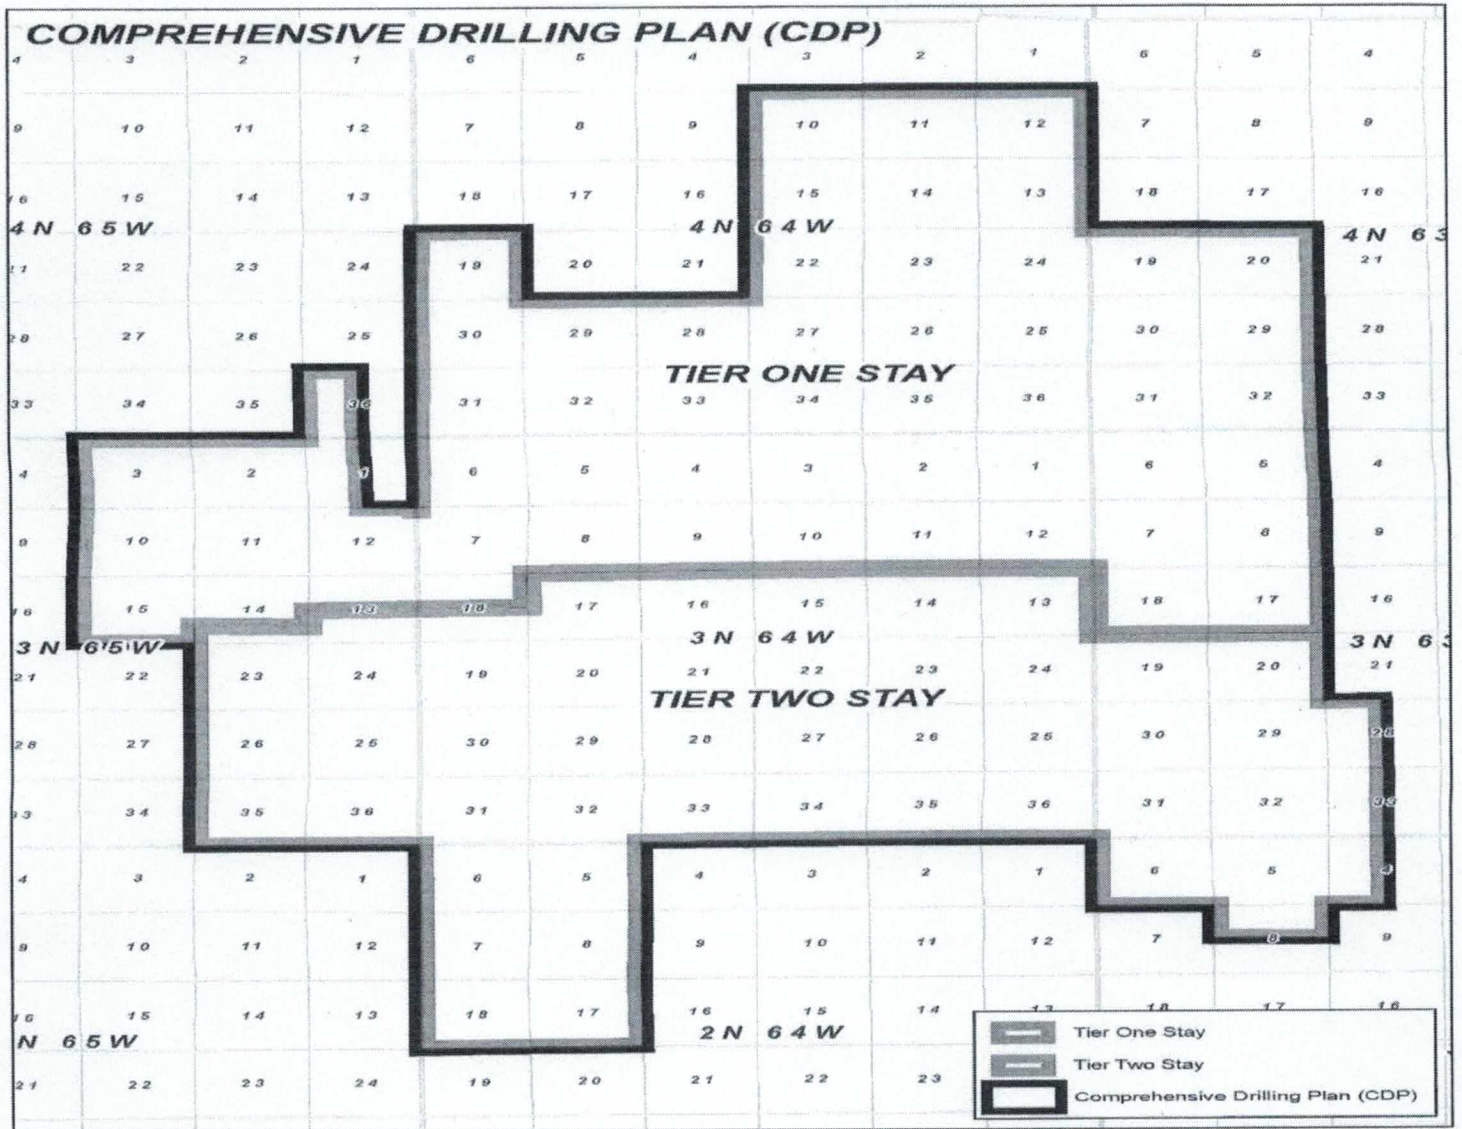 COMPREHENSIVE DRILLING PLAN (CDP)
4 3 2 1 6 5 4 3 2 1 6 5 4
9 10 11 12 7 8 9 10 11 12 7 8 9
16 15 14 13 18 17 16 15 14 13 18 17 16
4N 65W 4N 64W 4N 63
21 22 23 24 19 20 21 22 23 24 19 20 21
28 27 26 25 30 29 28 27 26 25 30 29 28
TIER ONE STAY
33 34 35 36 31 32 33 34 35 36 31 32 33
4 3 2 1 6 5 4 3 2 1 6 5 4
9 10 11 12 7 8 9 10 11 12 7 8 9
16 15 14 13 18 17 16 15 14 13 18 17 16
3N 65W 3N 64W 3N 63
21 22 23 24 19 20 21 22 23 24 19 20 21
TIER TWO STAY
28 27 26 25 30 29 28 27 26 25 30 29 28
33 34 35 36 31 32 33 34 35 36 31 32 33
4 3 2 1 6 5 4 3 2 1 6 5 4
9 10 11 12 7 8 9 10 11 12 7 8 9
16 15 14 13 18 17 16 15 14 13 18 17 16
N 65W 2N 64W
21 22 23 24 19 20 21 22 23
Tier One Stay
Tier Two Stay
Comprehensive Drilling Plan (CDP)